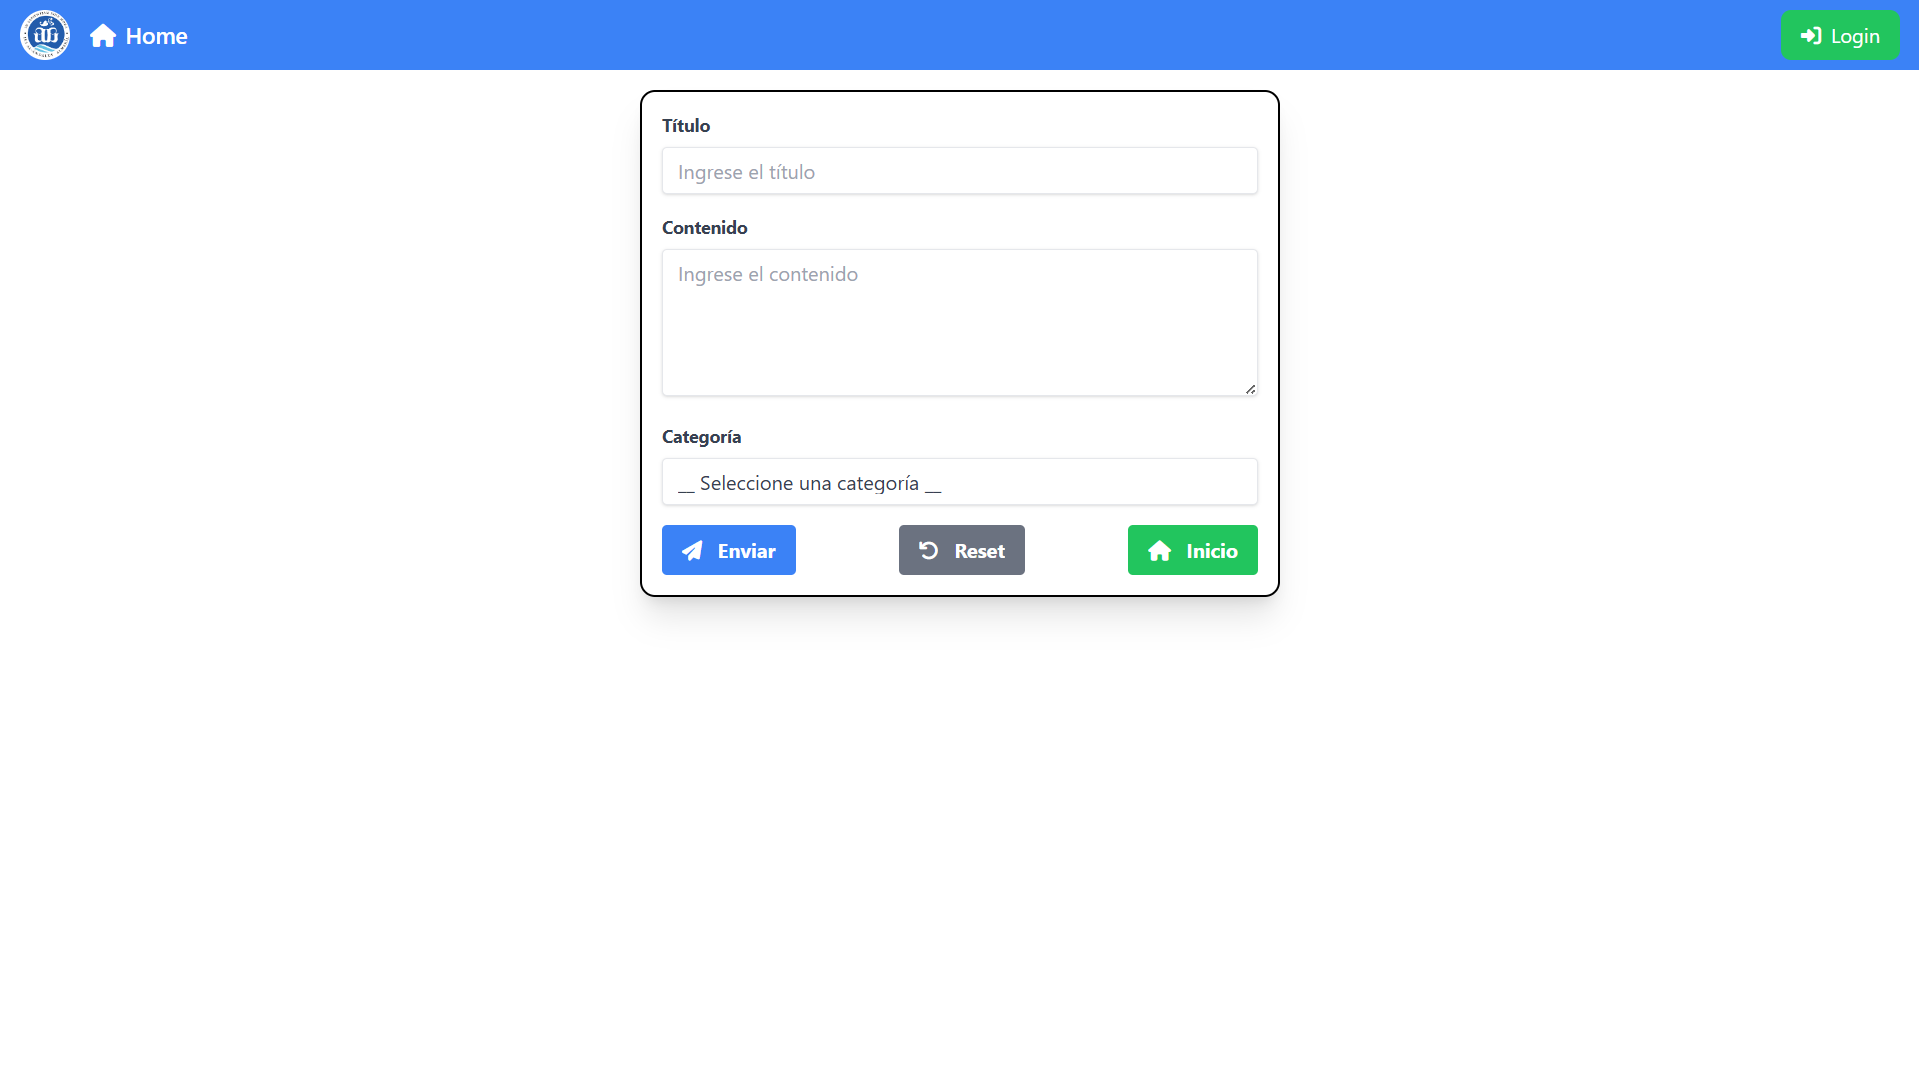 Home
Login
Título
Ingrese el título
Contenido
Ingrese el contenido
Categoría
__ Seleccione una categoría __
Enviar
Reset
Inicio